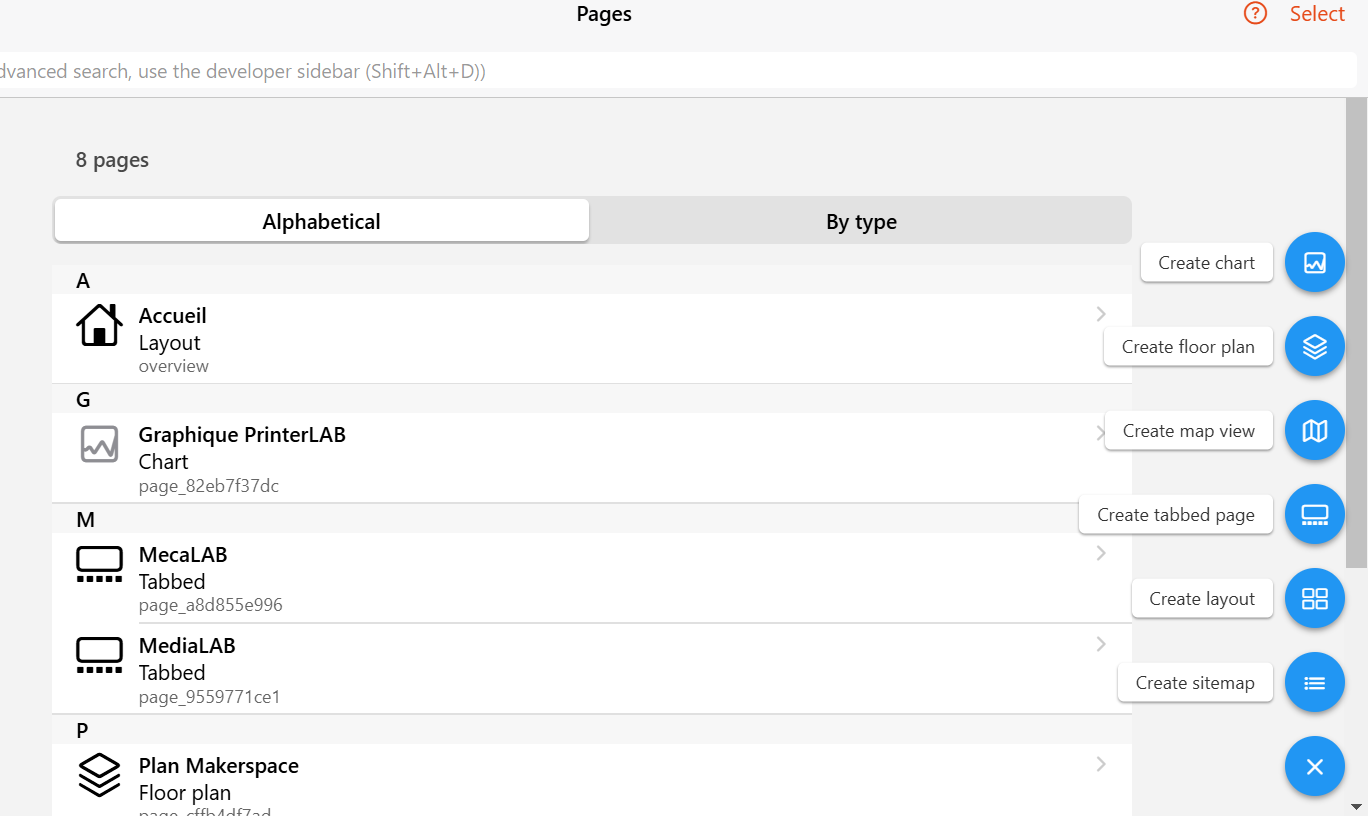 Pages
Select
dvanced search, use the developer sidebar (Shift+Alt+D))
8 pages
Alphabetical
By type
Create chart
A
Accueil
Layout
overview
Create floor plan
G
Graphique PrinterLAB
Chart
page_82eb7f37dc
Create map view
M
MecaLAB
Tabbed
page_a8d855e996
Create tabbed page
MediaLAB
Tabbed
page_9559771ce1
Create layout
Create sitemap
P
Plan Makerspace
Floor plan
page_cffb4df7ad